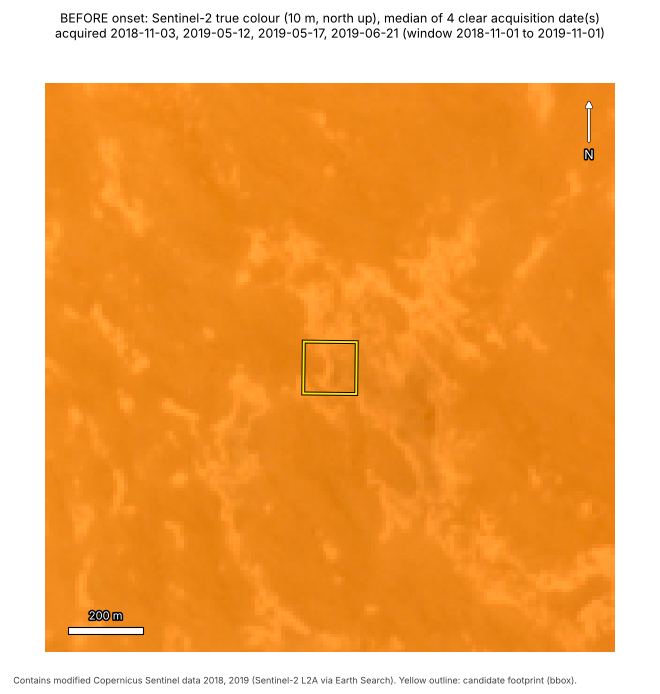 BEFORE onset: Sentinel-2 true colour (10 m, north up), median of 4 clear acquisition date(s)
acquired 2018-11-03, 2019-05-12, 2019-05-17, 2019-06-21 (window 2018-11-01 to 2019-11-01)
N
200 m
Contains modified Copernicus Sentinel data 2018, 2019 (Sentinel-2 L2A via Earth Search). Yellow outline: candidate footprint (bbox).